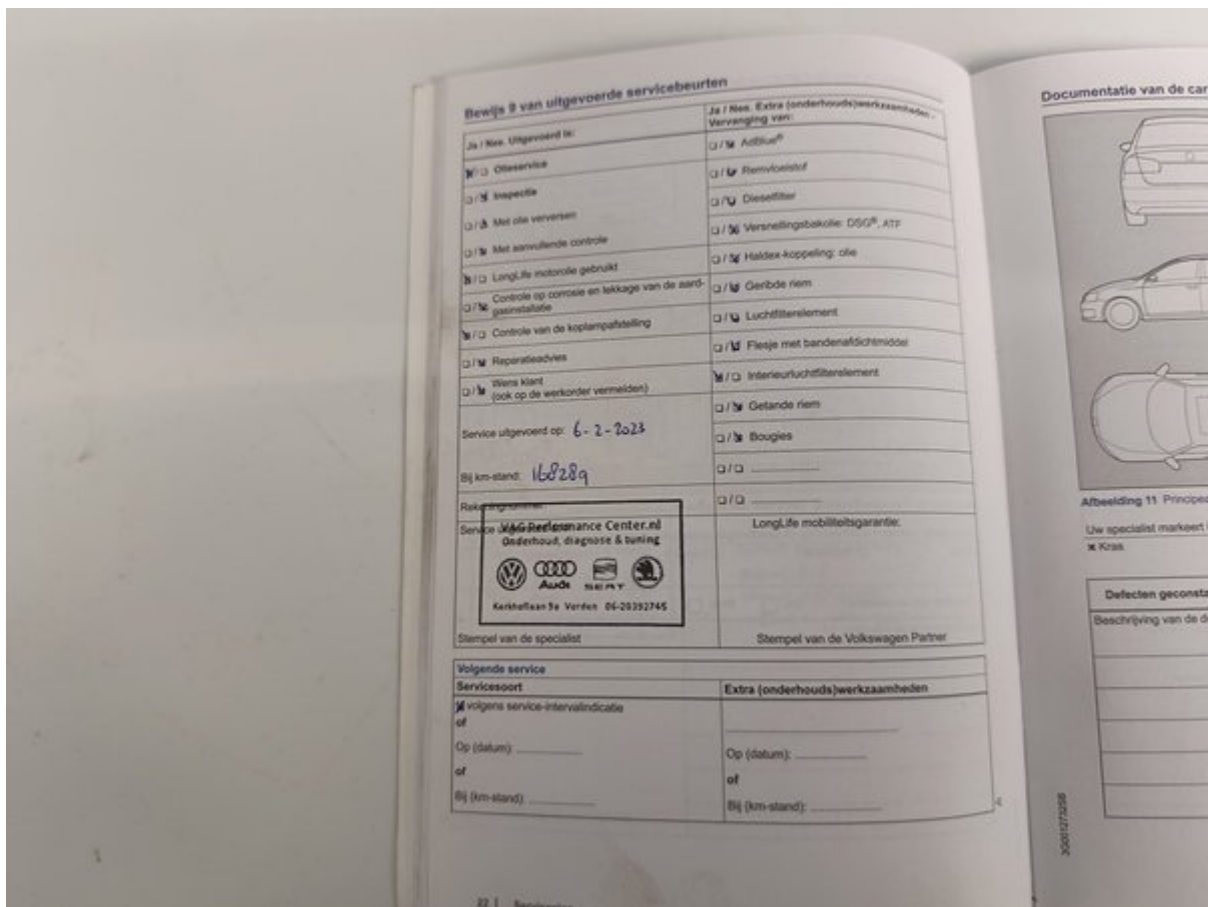 Bewijs 9 van uitgevoerde servicebeurten
Ja / Nee. Uitgevoerd is:
Olieservice
Inspectie
Met olie verversen
Met aanvullende controle
LongLife motorolie gebruikt
Controle op corrosie en lekkage van de aard-
gasinstallatie
Controle van de koplampafstelling
Reparatieadvies
Wens klant
(ook op de werkorder vermelden)
Service uitgevoerd op: 6-2-2023
Bij km-stand: 168289
VAG Performance Center.nl
Onderhoud, diagnose & tuning
Audi
SEAT
Kerkhoflaan 9a Vorden 06-20392745
Stempel van de specialist
Ja / Nee. Extra (onderhouds)werkzaamheden -
Vervanging van:
AdBlue®
Remvloeistof
Dieselfilter
Versnellingsbakolie: DSG®, ATF
Haldex-koppeling: olie
Geribde riem
Luchtfilterelement
Flesje met bandenafdichtmiddel
Interieurluchtfilterelement
Getande riem
Bougies
LongLife mobiliteitsgarantie:
Stempel van de Volkswagen Partner
Volgende service
Servicesoort
volgens service-intervalindicatie
of
Op (datum):
of
Bij (km-stand):
Extra (onderhouds)werkzaamheden
Op (datum):
of
Bij (km-stand):
22
Documentatie van de car
Afbeelding 11
Uw specialist markeert
Kras
Defecten geconsta
Beschrijving van de d
3G0012732SB